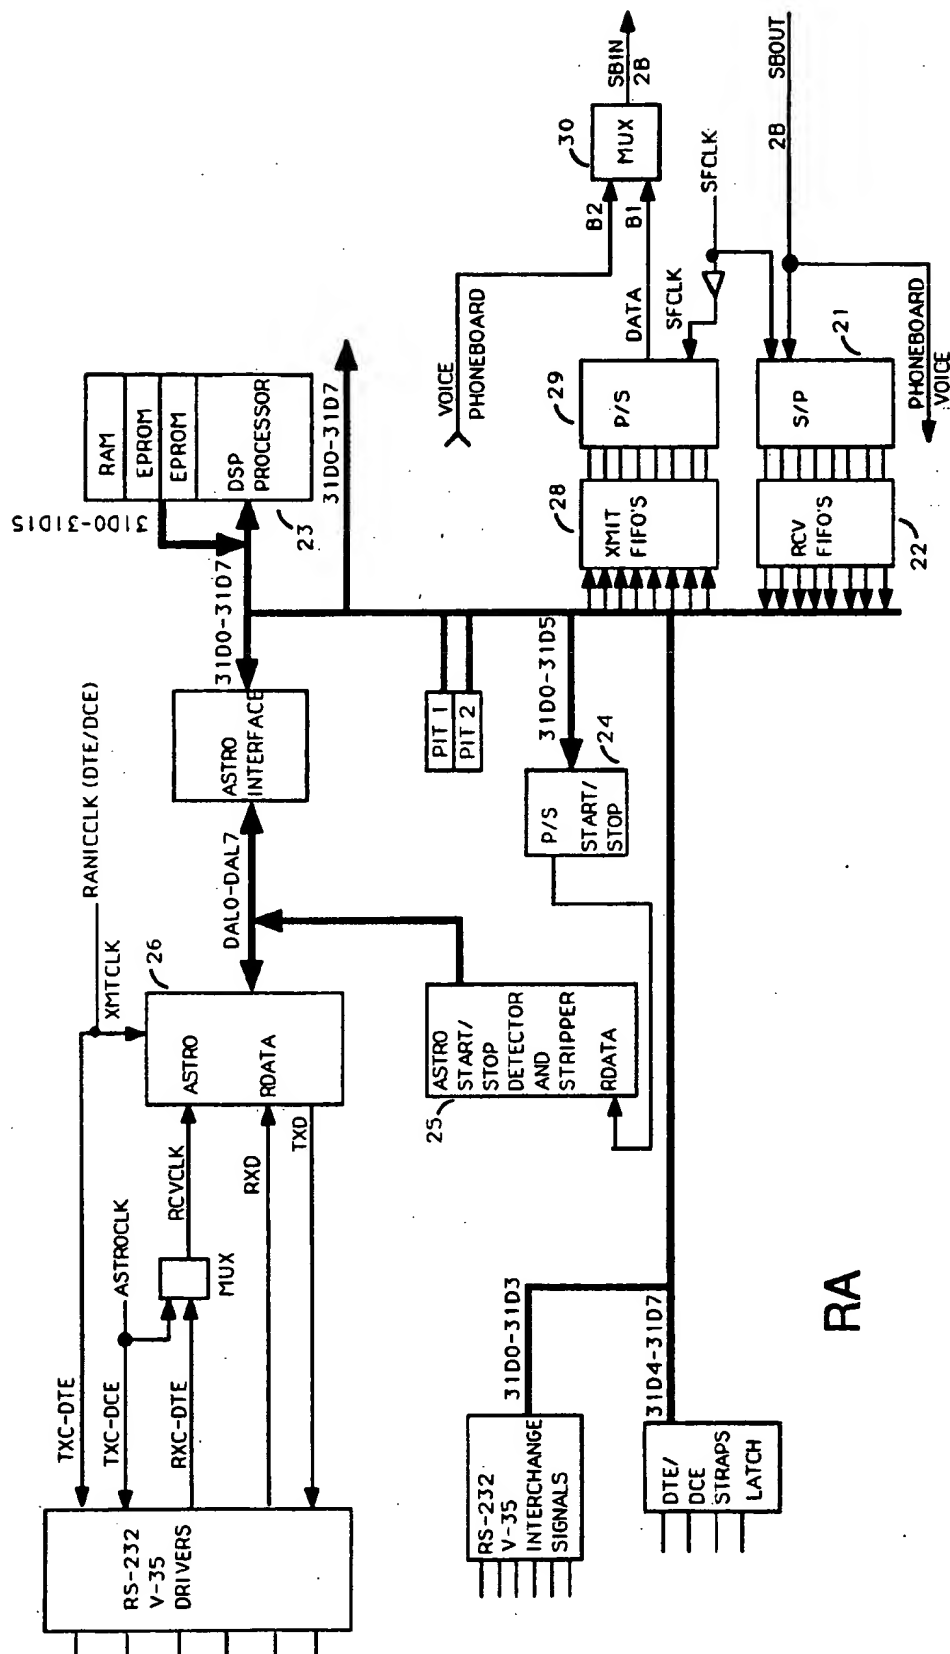 RS-232
V-35
DRIVERS
TXC-DTE
TXC-DCE
RXC-DTE
ASTROCLK
MUX
RCVCLK
RXD
TXD
XMTCLK
RANICCLK (DTE/DCE)
26
ASTRO
RDATA
DAL0-DAL7
ASTRO
INTERFACE
31D0-31D7
31D0-31D15
RAM
EPROM
EPROM
DSP
PROCESSOR
23
31D0-31D7
25
ASTRO
START/
STOP
DETECTOR
AND
STRIPPER
RDATA
PIT 1
PIT 2
31D0-31D5
P/S
START/
STOP
24
VOICE
PHONEBOARD
B2
B1
30
MUX
SBIN
2B
28
XMIT
FIFO'S
29
P/S
DATA
SFCLK
SFCLK
22
RCV
FIFO'S
S/P
21
2B
SBOUT
PHONEBOARD
VOICE
RS-232
V-35
INTERCHANGE
SIGNALS
31D0-31D3
DTE/
DCE
STRAPS
LATCH
31D4-31D7
RA